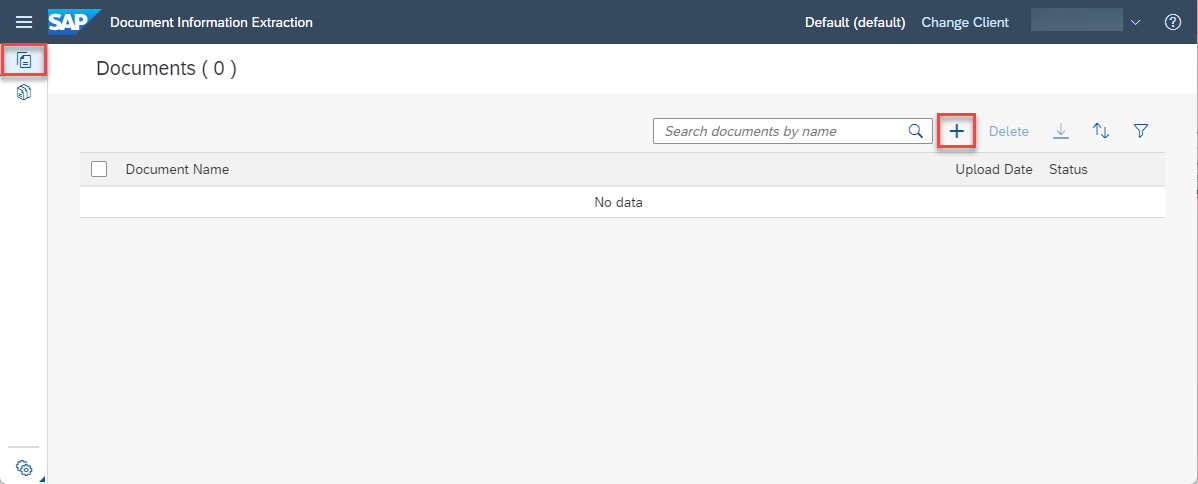 SAP Document Information Extraction Default (default) Change Client
Documents ( 0 )
Search documents by name Delete
Document Name Upload Date Status
No data